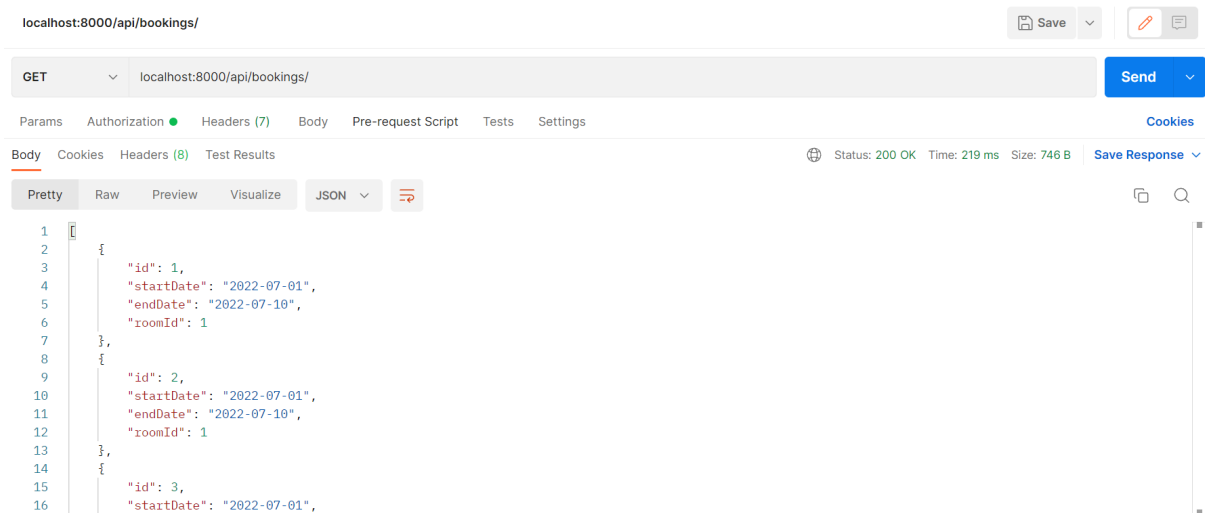 localhost:8000/api/bookings/
Save
GET
localhost:8000/api/bookings/
Send
Params Authorization Headers (7) Body Pre-request Script Tests Settings Cookies
Body Cookies Headers (8) Test Results Status: 200 OK Time: 219 ms Size: 746 B Save Response
Pretty Raw Preview Visualize JSON
1 [
2 {
3 "id": 1,
4 "startDate": "2022-07-01",
5 "endDate": "2022-07-10",
6 "roomId": 1
7 },
8 {
9 "id": 2,
10 "startDate": "2022-07-01",
11 "endDate": "2022-07-10",
12 "roomId": 1
13 },
14 {
15 "id": 3,
16 "startDate": "2022-07-01",